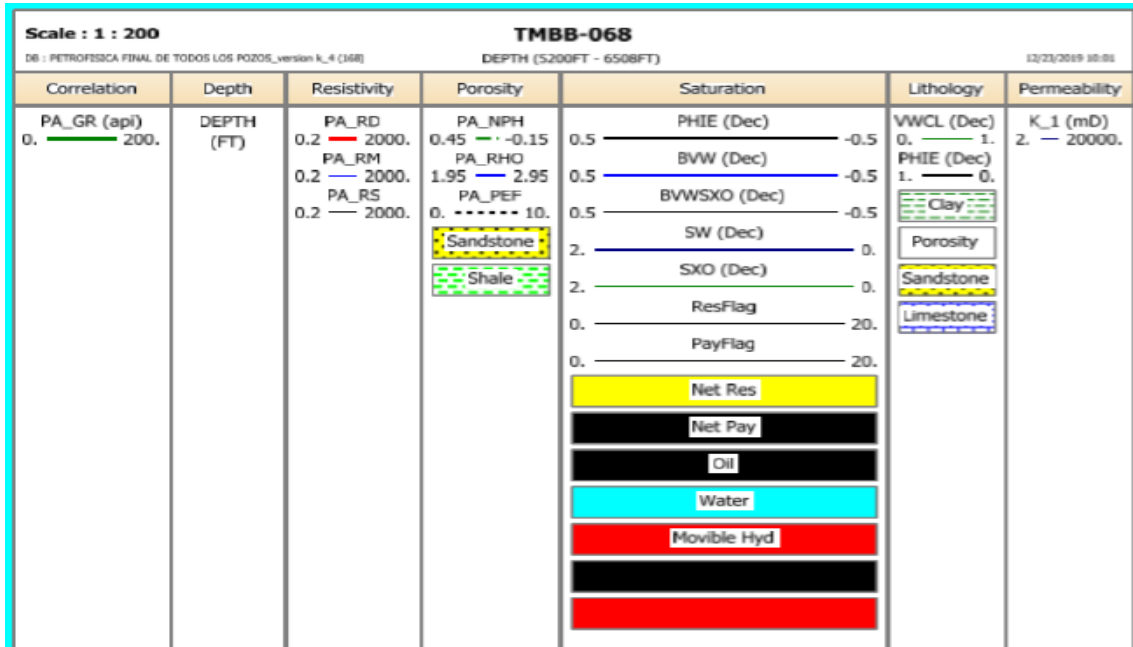 Scale : 1 : 200
TMBB-068
DB : PETROFISICA FINAL DE TODOS LOS POZOS_version k_4 (168)
DEPTH (5200FT - 6508FT)
12/23/2019 10:01
Correlation
Depth
Resistivity
Porosity
Saturation
Lithology
Permeability
PA_GR (api)
0. 200.
DEPTH
(FT)
PA_RD
0.2 2000.
PA_RM
0.2 2000.
PA_RS
0.2 2000.
PA_NPH
0.45 -0.15
PA_RHO
1.95 2.95
PA_PEF
0. 10.
Sandstone
Shale
PHIE (Dec)
0.5 -0.5
BVW (Dec)
0.5 -0.5
BVWSXO (Dec)
0.5 -0.5
SW (Dec)
2. 0.
SXO (Dec)
2. 0.
ResFlag
0. 20.
PayFlag
0. 20.
Net Res
Net Pay
Oil
Water
Movible Hyd
VWCL (Dec)
0. 1.
PHIE (Dec)
1. 0.
Clay
Porosity
Sandstone
Limestone
K_1 (mD)
2. 20000.